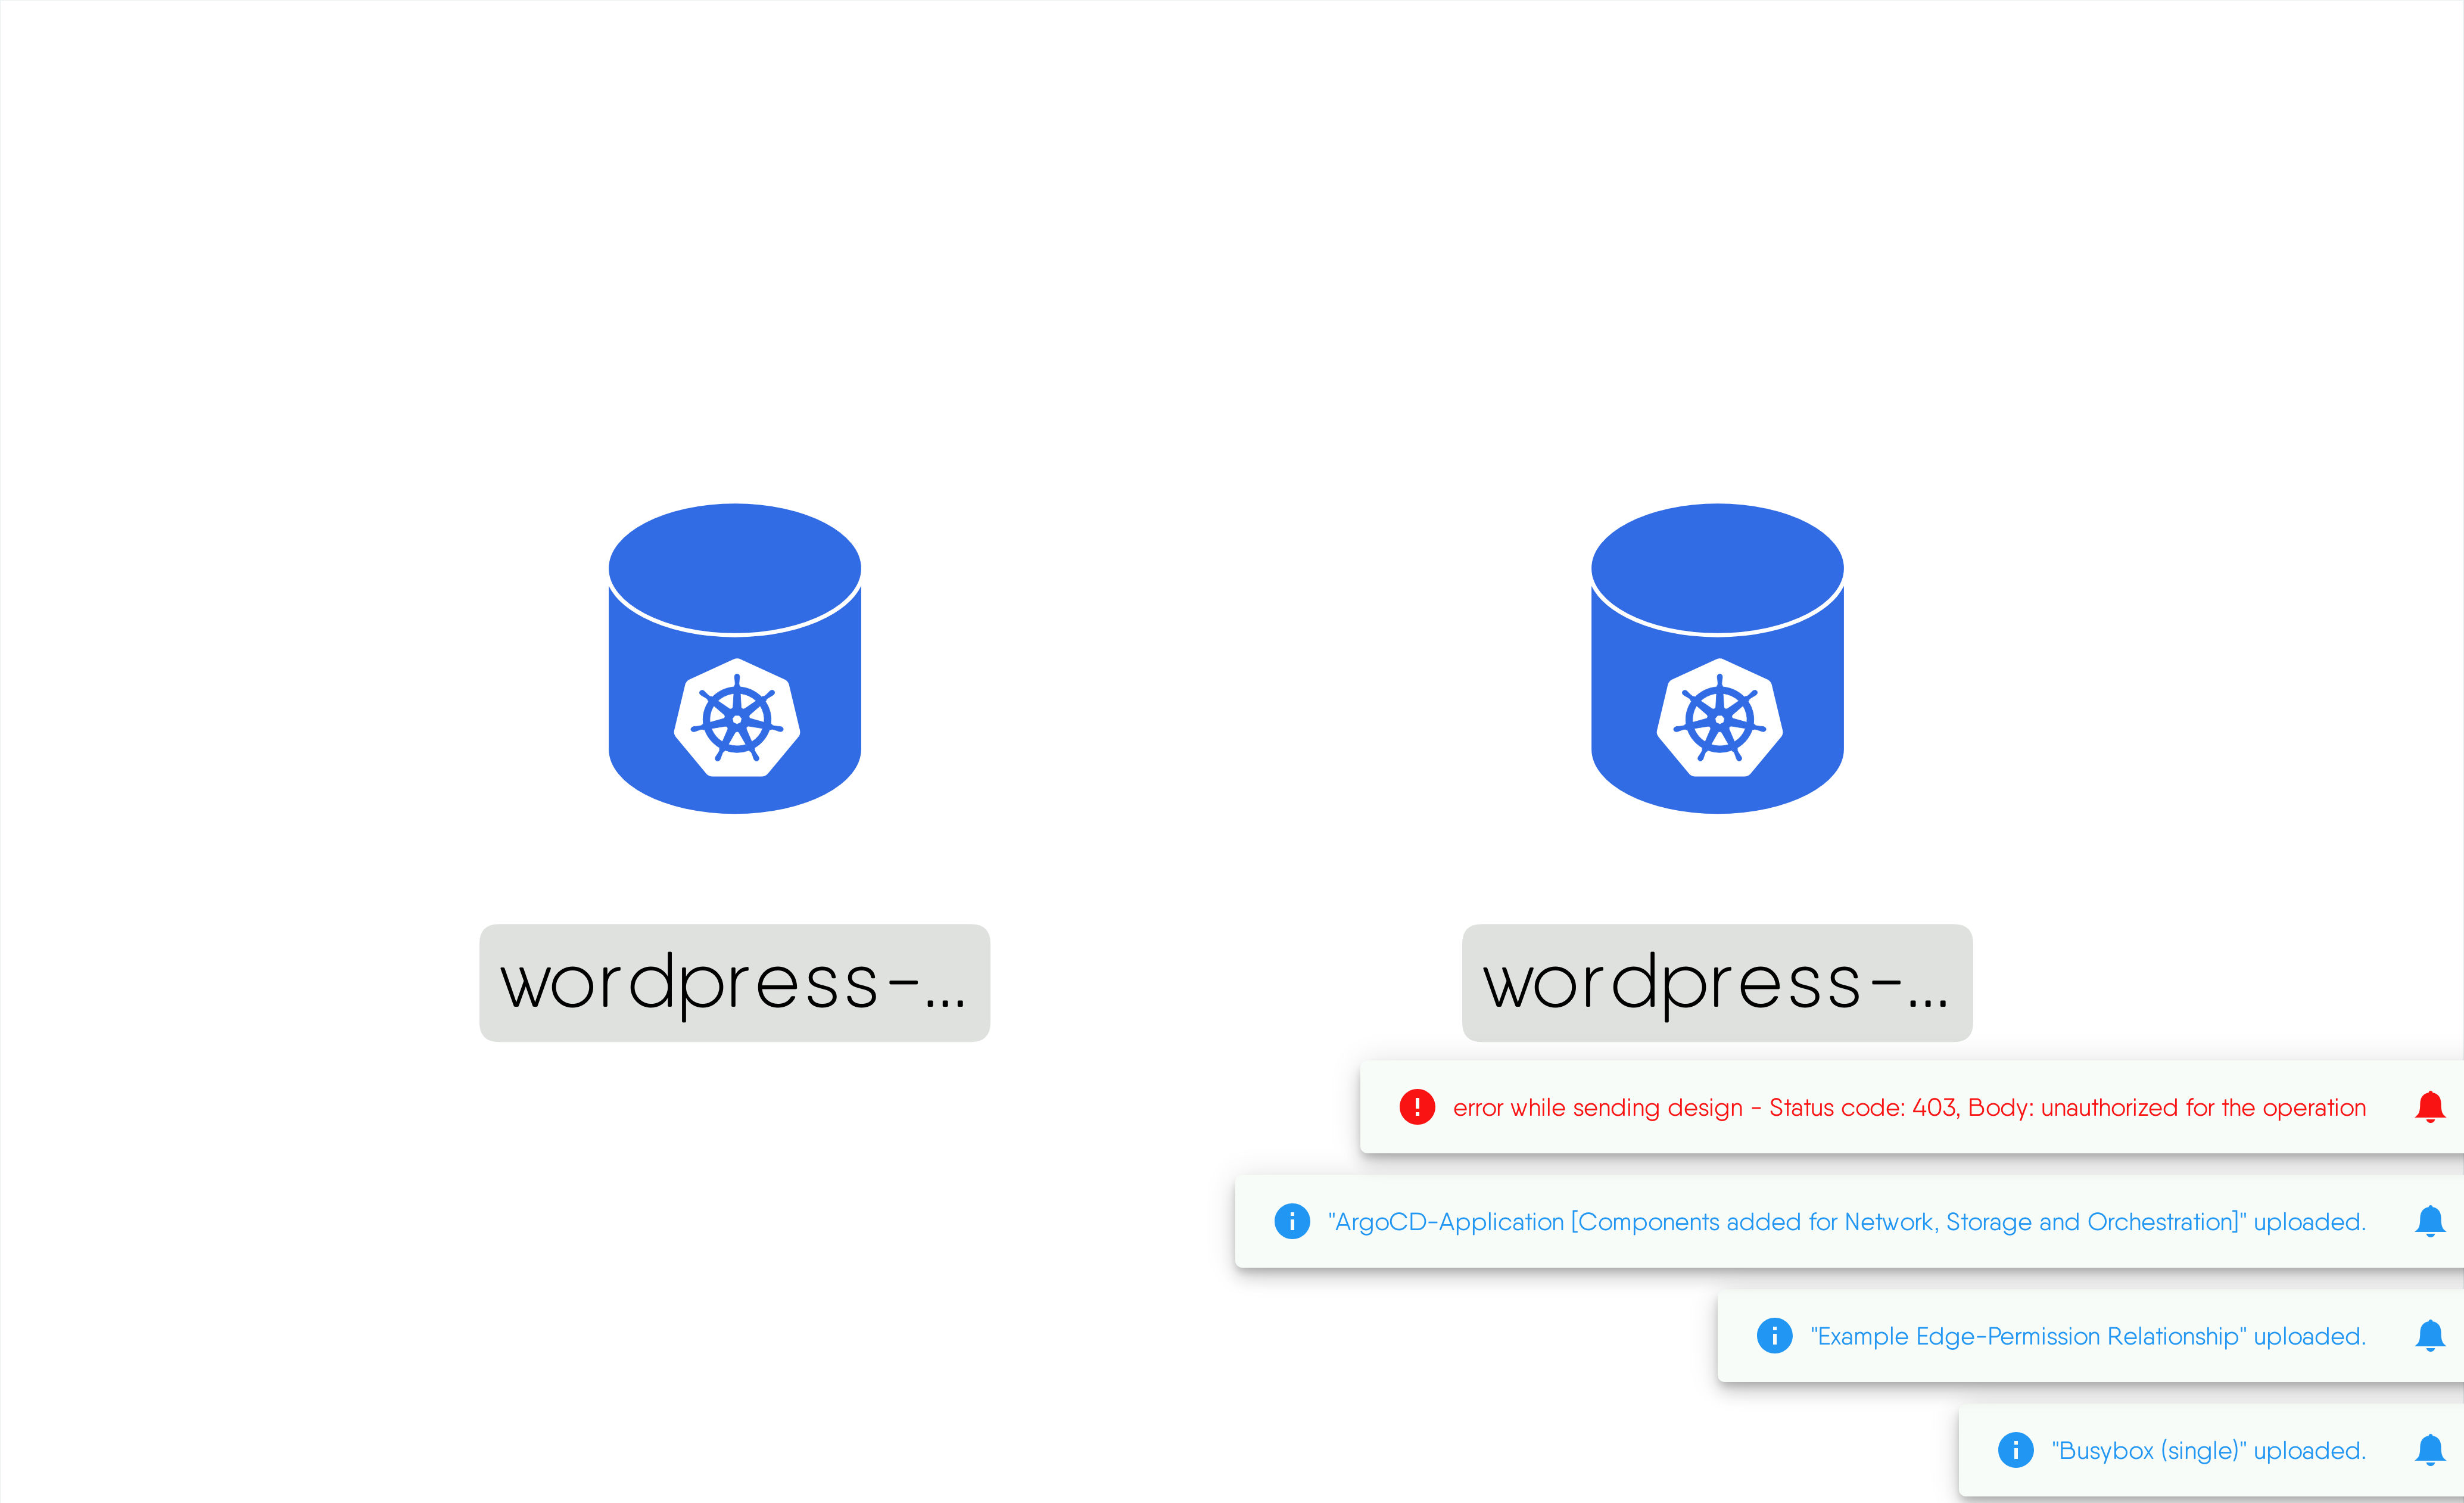 wordpress-...
wordpress-...
error while sending design - Status code: 403, Body: unauthorized for the operation
"ArgoCD-Application [Components added for Network, Storage and Orchestration]" uploaded.
"Example Edge-Permission Relationship" uploaded.
"Busybox (single)" uploaded.